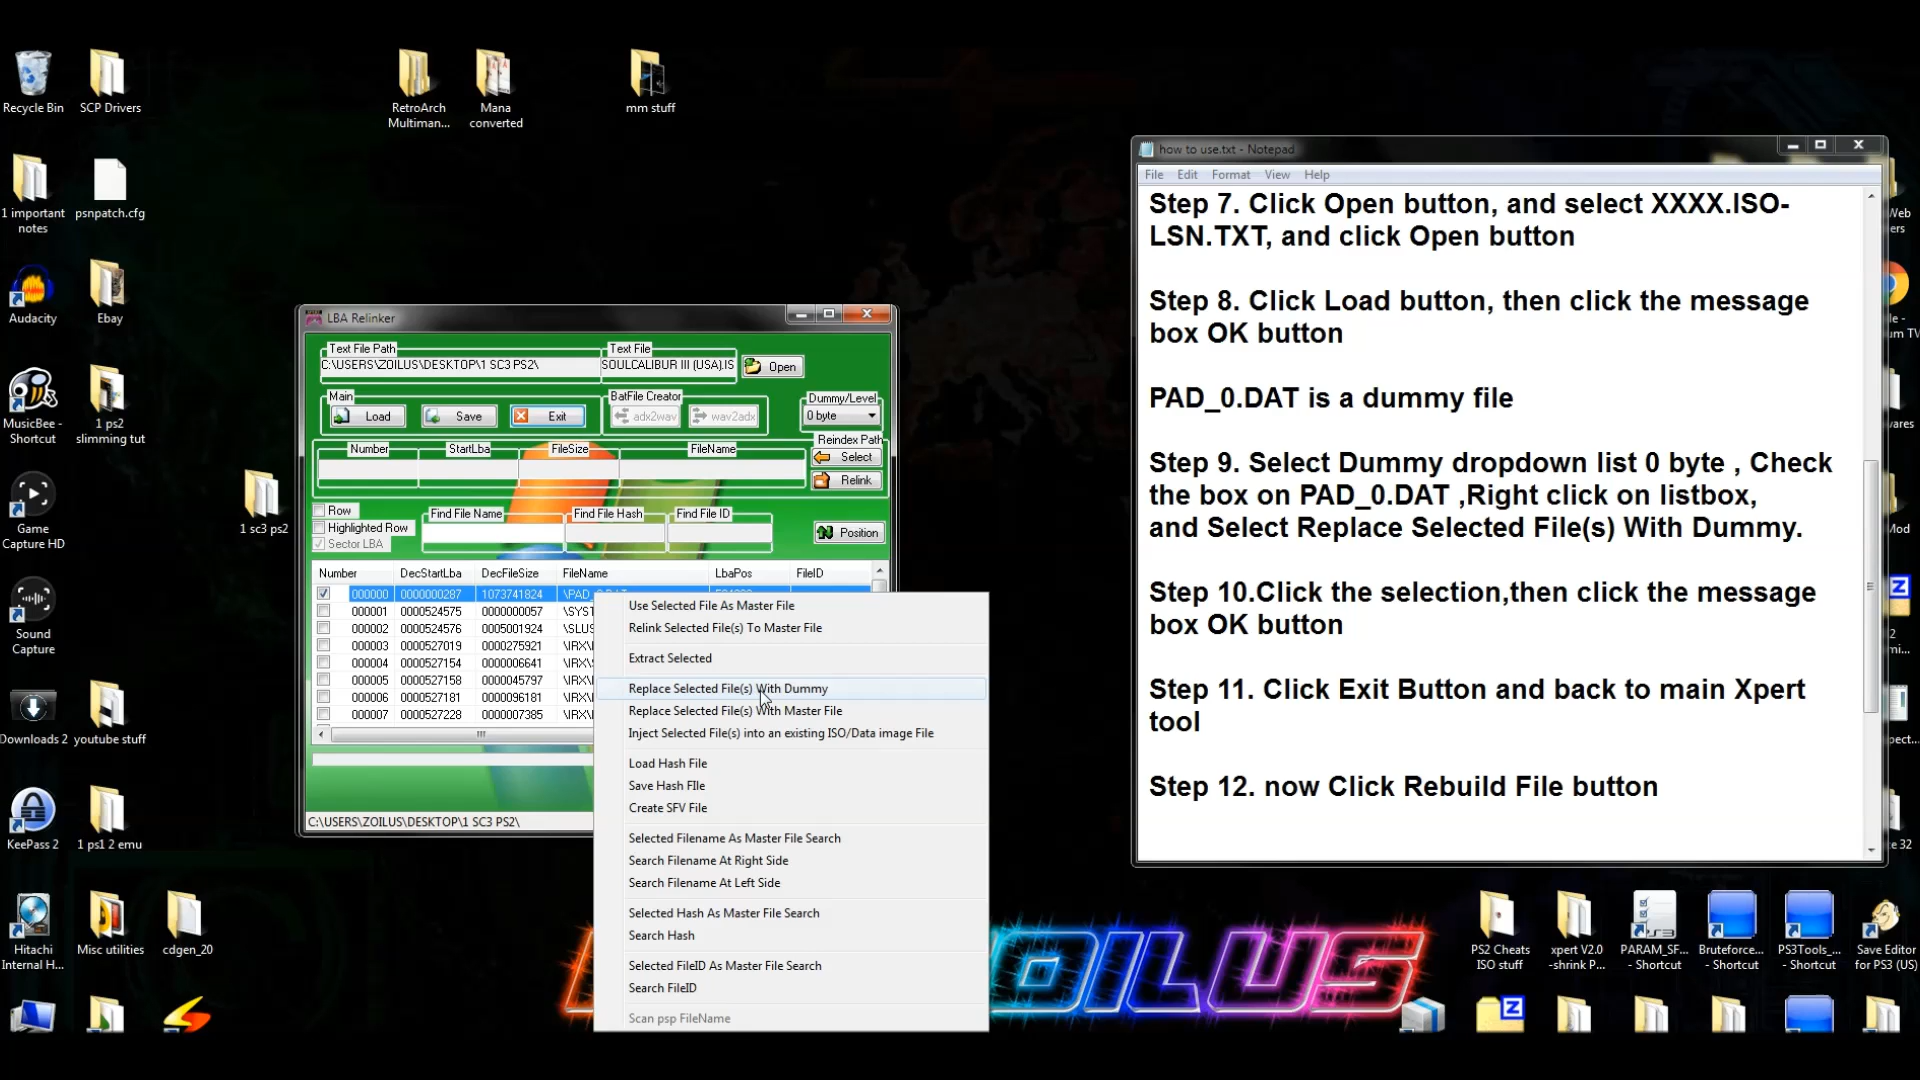 Recycle Bin
SCP Drivers
RetroArch
Multiman...
Mana
converted
mm stuff
1 important
notes
psnpatch.cfg
Audacity
Ebay
MusicBee -
Shortcut
1 ps2
slimming tut
Game
Capture HD
1 sc3 ps2
Sound
Capture
Downloads 2
youtube stuff
KeePass 2
1 ps1 2 emu
Hitachi
Internal H...
Misc utilities
cdgen_20
LBA Relinker
Text File Path
Text File
C:\USERS\ZOILUS\DESKTOP\1 SC3 PS2\
SOULCALIBUR III (USA).IS
Open
Main
BatFile Creator
Dummy/Level
Load
Save
Exit
adx2wav
wav2adx
0 byte
Reindex Path
Number
StartLba
FileSize
FileName
Select
Relink
Row
Highlighted Row
Sector LBA
Find File Name
Find File Hash
Find File ID
Position
Number DecStartLba DecFileSize FileName LbaPos FileID
000000 0000000287 1073741824
000001 0000524575 0000000057 \SYST
000002 0000524576 0005001924 \SLUS
000003 0000527019 0000275921 \IRX\
000004 0000527154 0000006641 \IRX\
000005 0000527158 0000045797 \IRX\
000006 0000527181 0000096181 \IRX\
000007 0000527228 0000007385 \IRX\
C:\USERS\ZOILUS\DESKTOP\1 SC3 PS2\
Use Selected File As Master File
Relink Selected File(s) To Master File
Extract Selected
Replace Selected File(s) With Dummy
Replace Selected File(s) With Master File
Inject Selected File(s) into an existing ISO/Data image File
Load Hash File
Save Hash FIle
Create SFV File
Selected Filename As Master File Search
Search Filename At Right Side
Search Filename At Left Side
Selected Hash As Master File Search
Search Hash
Selected FileID As Master File Search
Search FileID
Scan psp FileName
how to use.txt - Notepad
File Edit Format View Help
Step 7. Click Open button, and select XXXX.ISO-
LSN.TXT, and click Open button
Step 8. Click Load button, then click the message
box OK button
PAD_0.DAT is a dummy file
Step 9. Select Dummy dropdown list 0 byte , Check
the box on PAD_0.DAT ,Right click on listbox,
and Select Replace Selected File(s) With Dummy.
Step 10.Click the selection,then click the message
box OK button
Step 11. Click Exit Button and back to main Xpert
tool
Step 12. now Click Rebuild File button
PS2 Cheats
ISO stuff
xpert V2.0
-shrink P...
PARAM_SF...
- Shortcut
Bruteforce...
- Shortcut
PS3Tools_...
- Shortcut
Save Editor
for PS3 (US)
OILUS